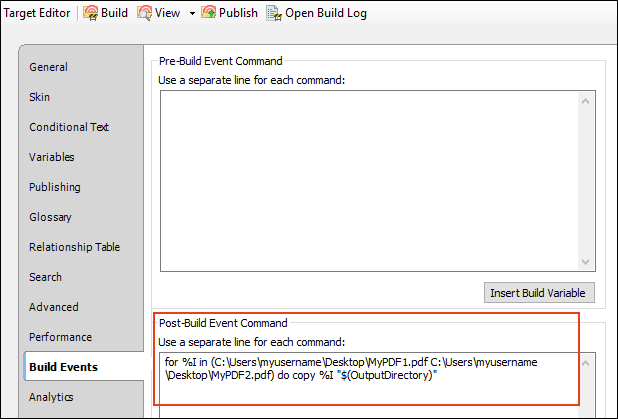 Target Editor Build View Publish Open Build Log
General
Skin
Conditional Text
Variables
Publishing
Glossary
Relationship Table
Search
Advanced
Performance
Build Events
Analytics
Pre-Build Event Command
Use a separate line for each command:
Insert Build Variable
Post-Build Event Command
Use a separate line for each command:
for %I in (C:\Users\myusername\Desktop\MyPDF1.pdf C:\Users\myusername
\Desktop\MyPDF2.pdf) do copy %I "$(OutputDirectory)"